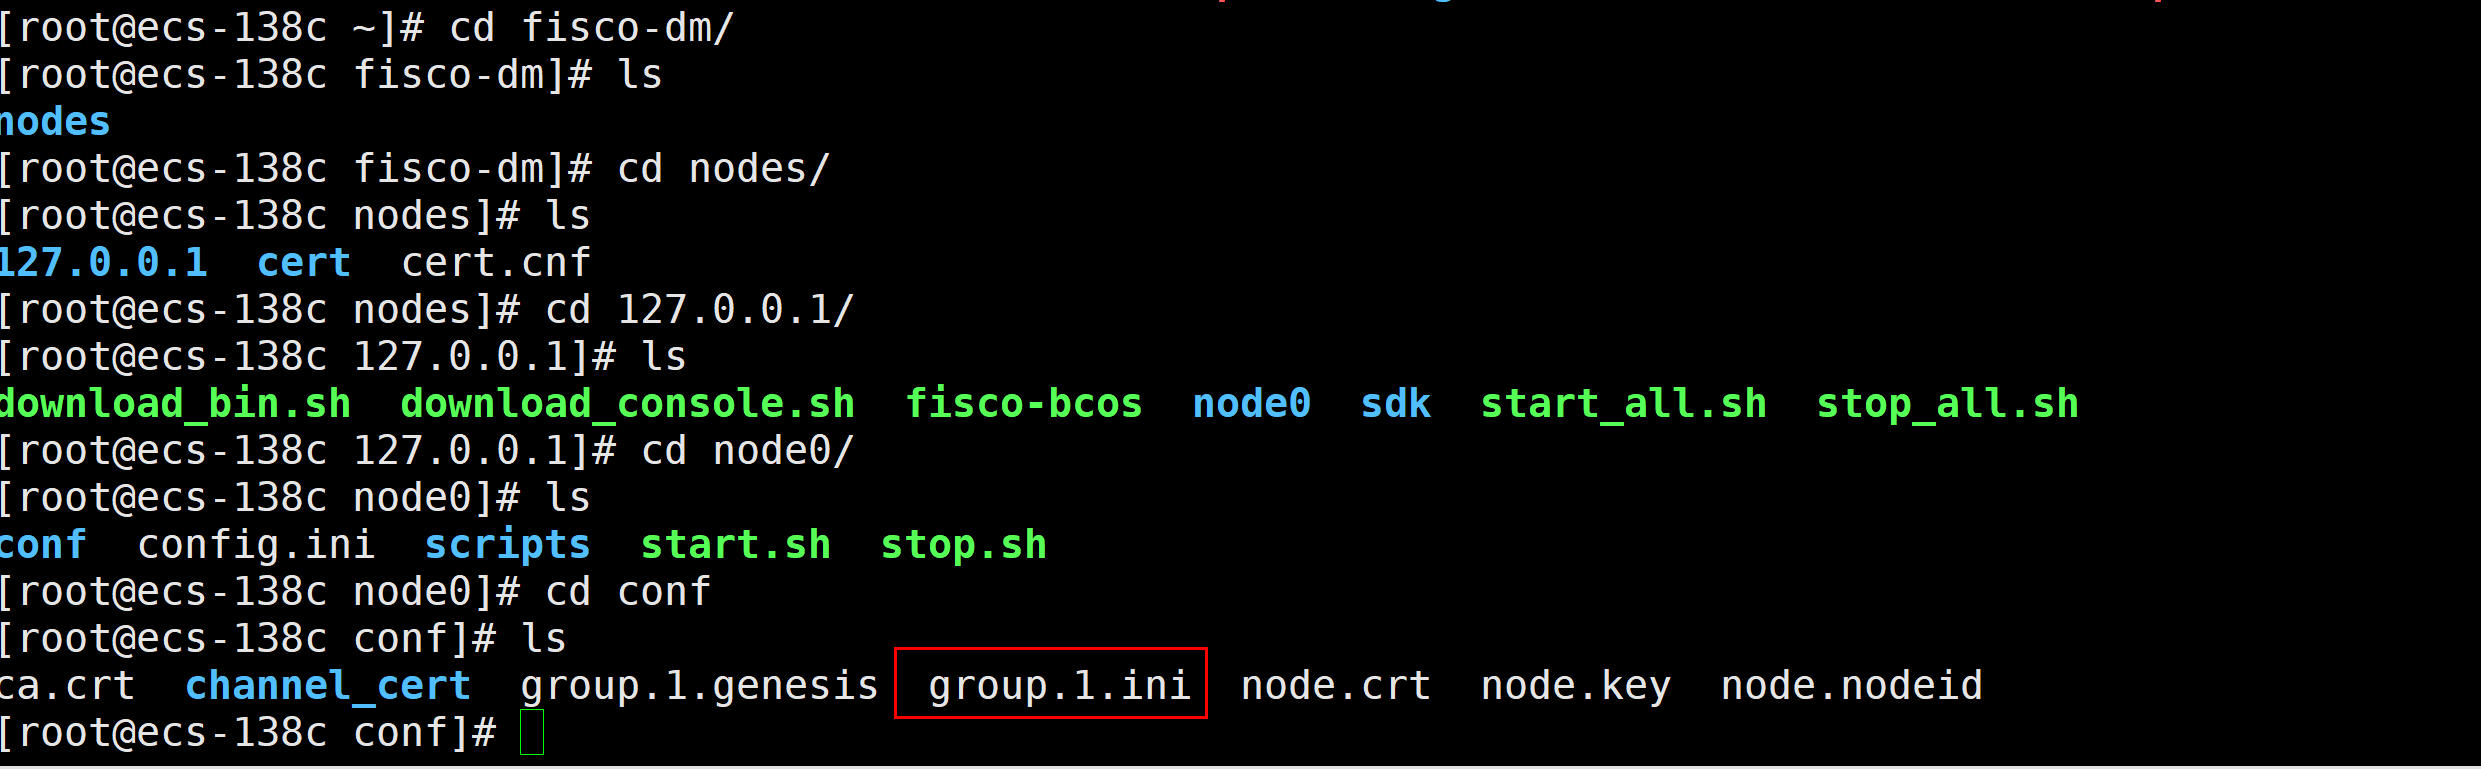 [root@ecs-138c ~]# cd fisco-dm/
[root@ecs-138c fisco-dm]# ls
nodes
[root@ecs-138c fisco-dm]# cd nodes/
[root@ecs-138c nodes]# ls
127.0.0.1  cert  cert.cnf
[root@ecs-138c nodes]# cd 127.0.0.1/
[root@ecs-138c 127.0.0.1]# ls
download_bin.sh  download_console.sh  fisco-bcos  node0  sdk  start_all.sh  stop_all.sh
[root@ecs-138c 127.0.0.1]# cd node0/
[root@ecs-138c node0]# ls
conf  config.ini  scripts  start.sh  stop.sh
[root@ecs-138c node0]# cd conf
[root@ecs-138c conf]# ls
ca.crt  channel_cert  group.1.genesis  group.1.ini  node.crt  node.key  node.nodeid
[root@ecs-138c conf]#